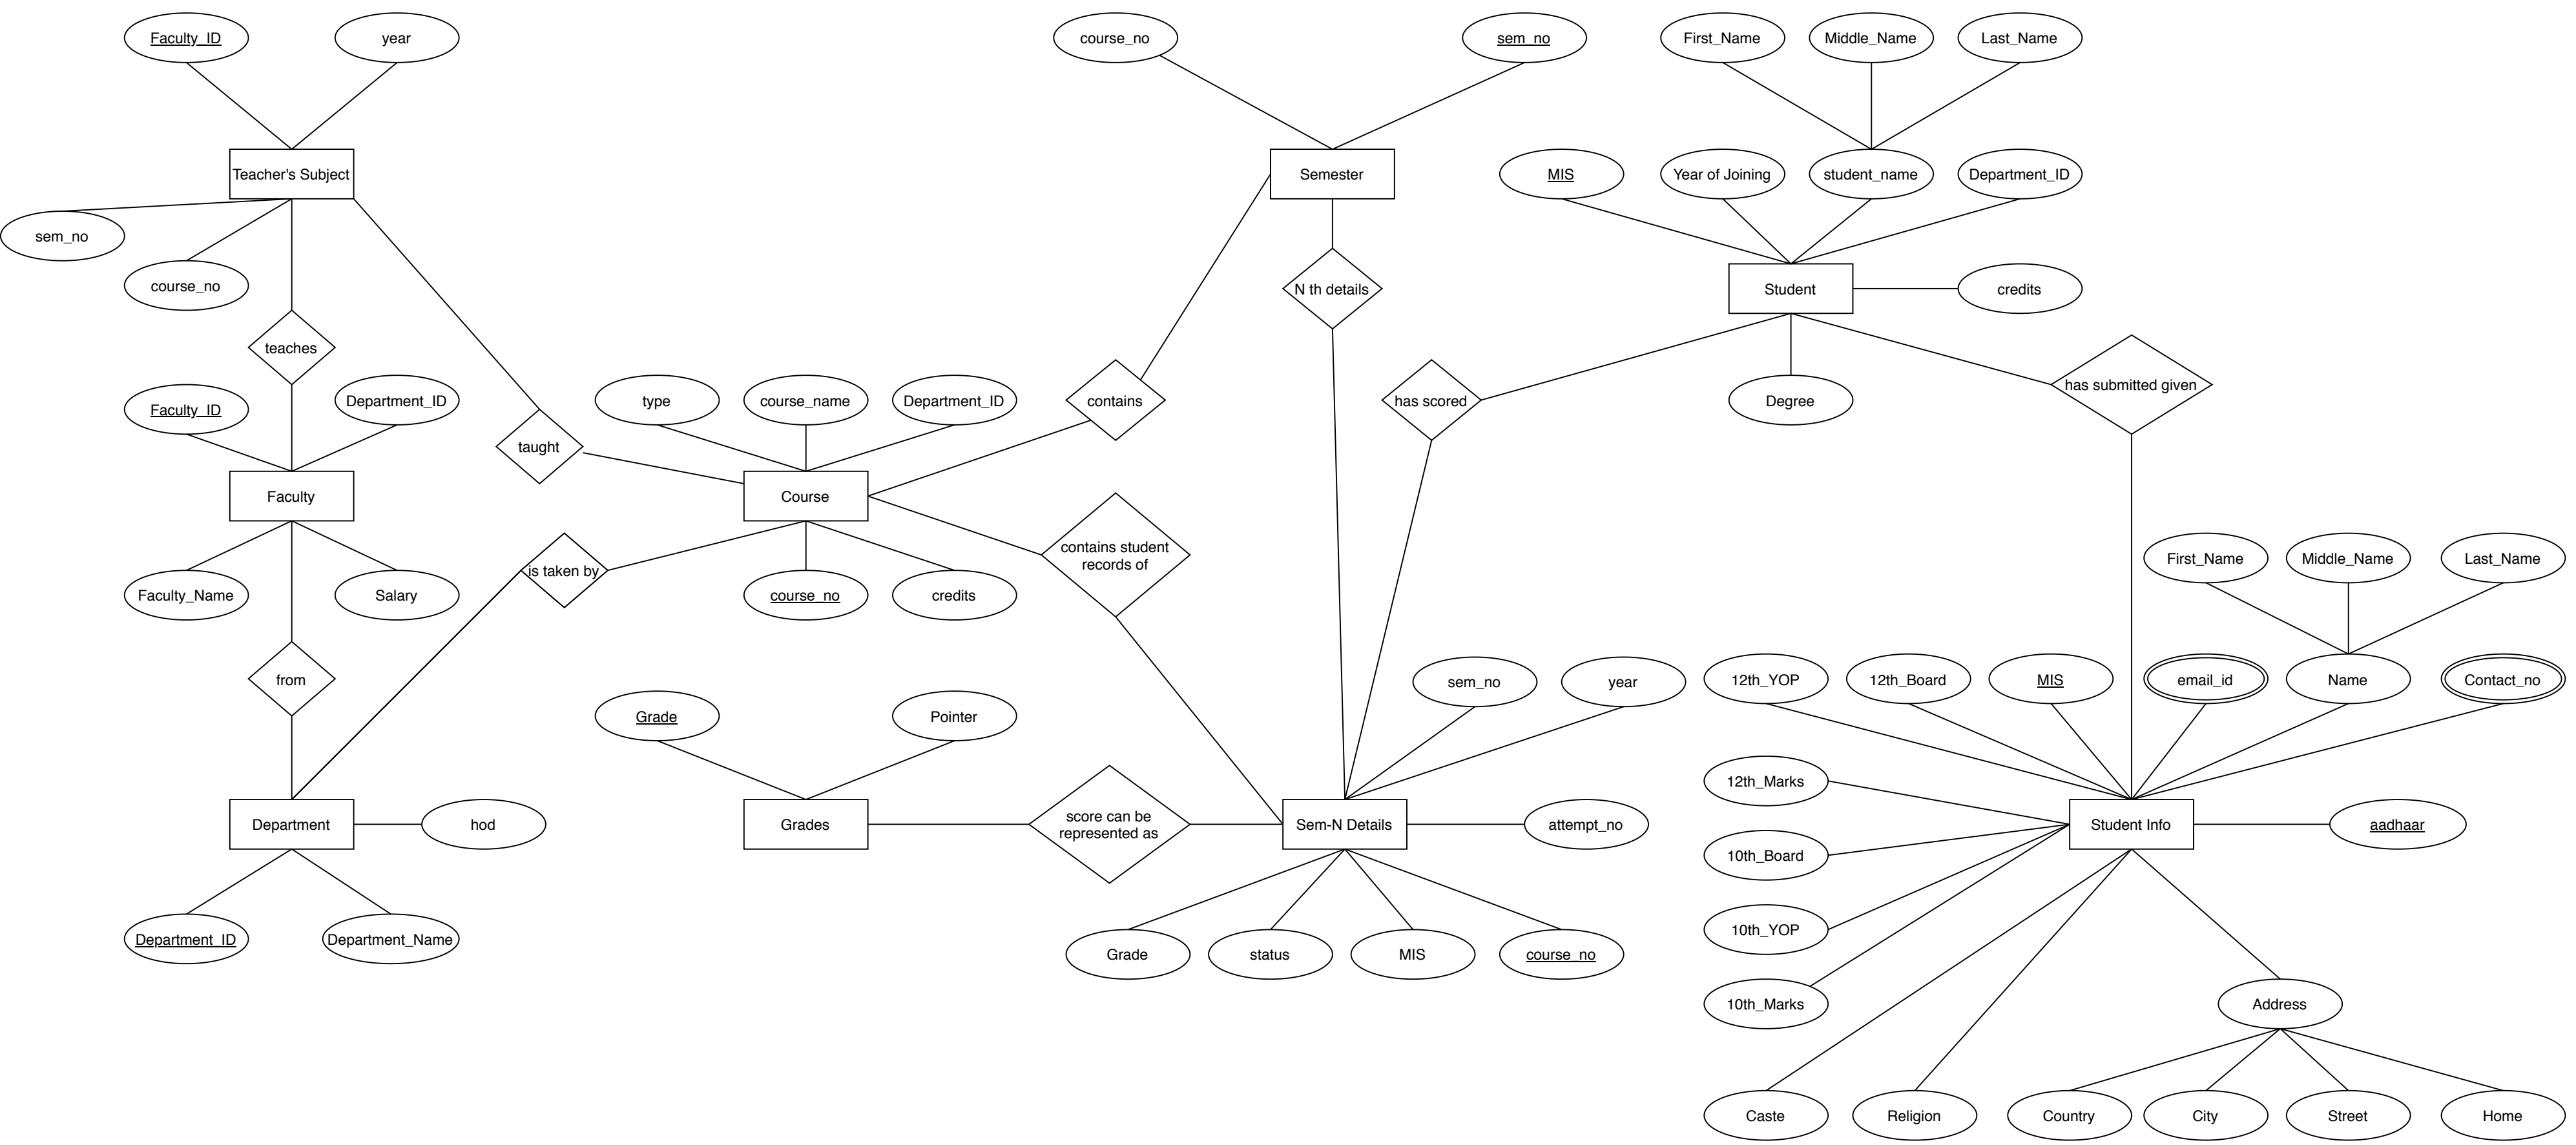 Faculty_ID
year
course_no
sem_no
First_Name
Middle_Name
Last_Name
Teacher's Subject
Semester
MIS
Year of Joining
student_name
Department_ID
sem_no
course_no
N th details
Student
credits
teaches
has submitted given
Faculty_ID
Department_ID
type
course_name
Department_ID
contains
has scored
Degree
taught
Faculty
Course
contains student
records of
First_Name
Middle_Name
Last_Name
is taken by
Faculty_Name
Salary
course_no
credits
from
sem_no
year
12th_YOP
12th_Board
MIS
email_id
Name
Contact_no
Grade
Pointer
12th_Marks
Department
hod
Grades
score can be
represented as
Sem-N Details
attempt_no
Student Info
aadhaar
10th_Board
Department_ID
Department_Name
Grade
status
MIS
course_no
10th_YOP
10th_Marks
Address
Caste
Religion
Country
City
Street
Home